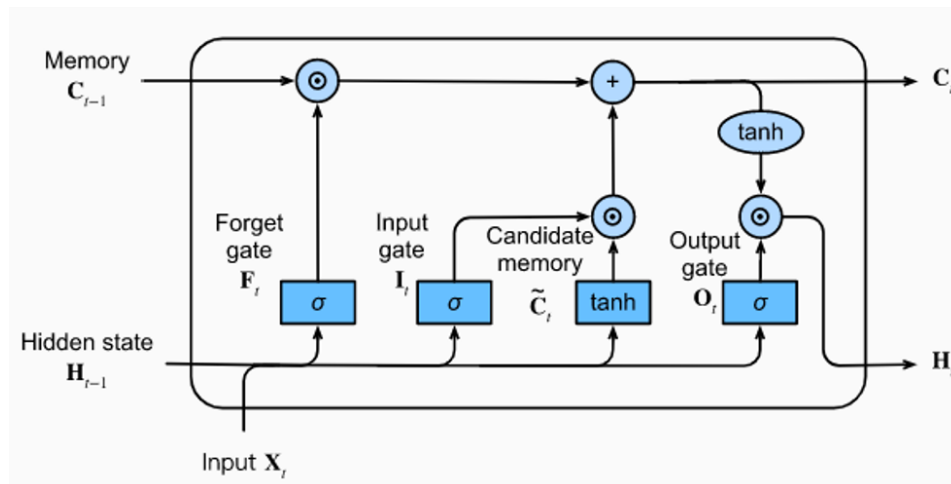 Memory
C_{t-1}
⊙
+
C_t
tanh
Forget
gate
F_t
Input
gate
I_t
⊙
Candidate
memory
C̃_t
Output
gate
O_t
⊙
σ
σ
tanh
σ
Hidden state
H_{t-1}
H
Input X_t